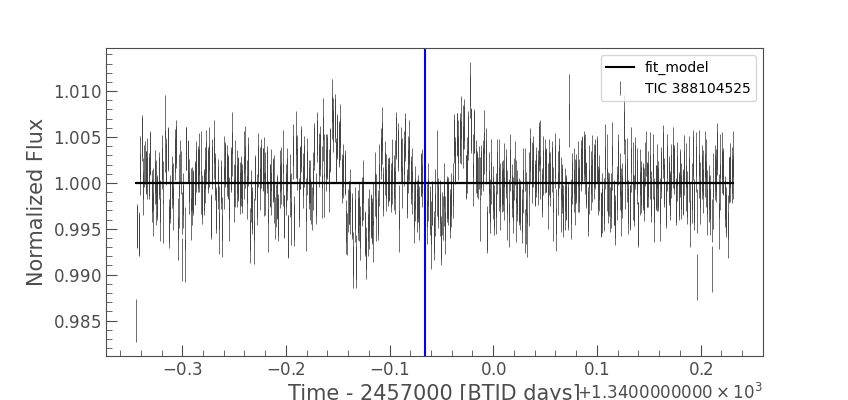 fit_model
TIC 388104525
1.010
1.005
1.000
0.995
0.990
0.985
Normalized Flux
−0.3
−0.2
−0.1
0.0
0.1
0.2
Time - 2457000 [BTJD days]
+1.3400000000 × 10³